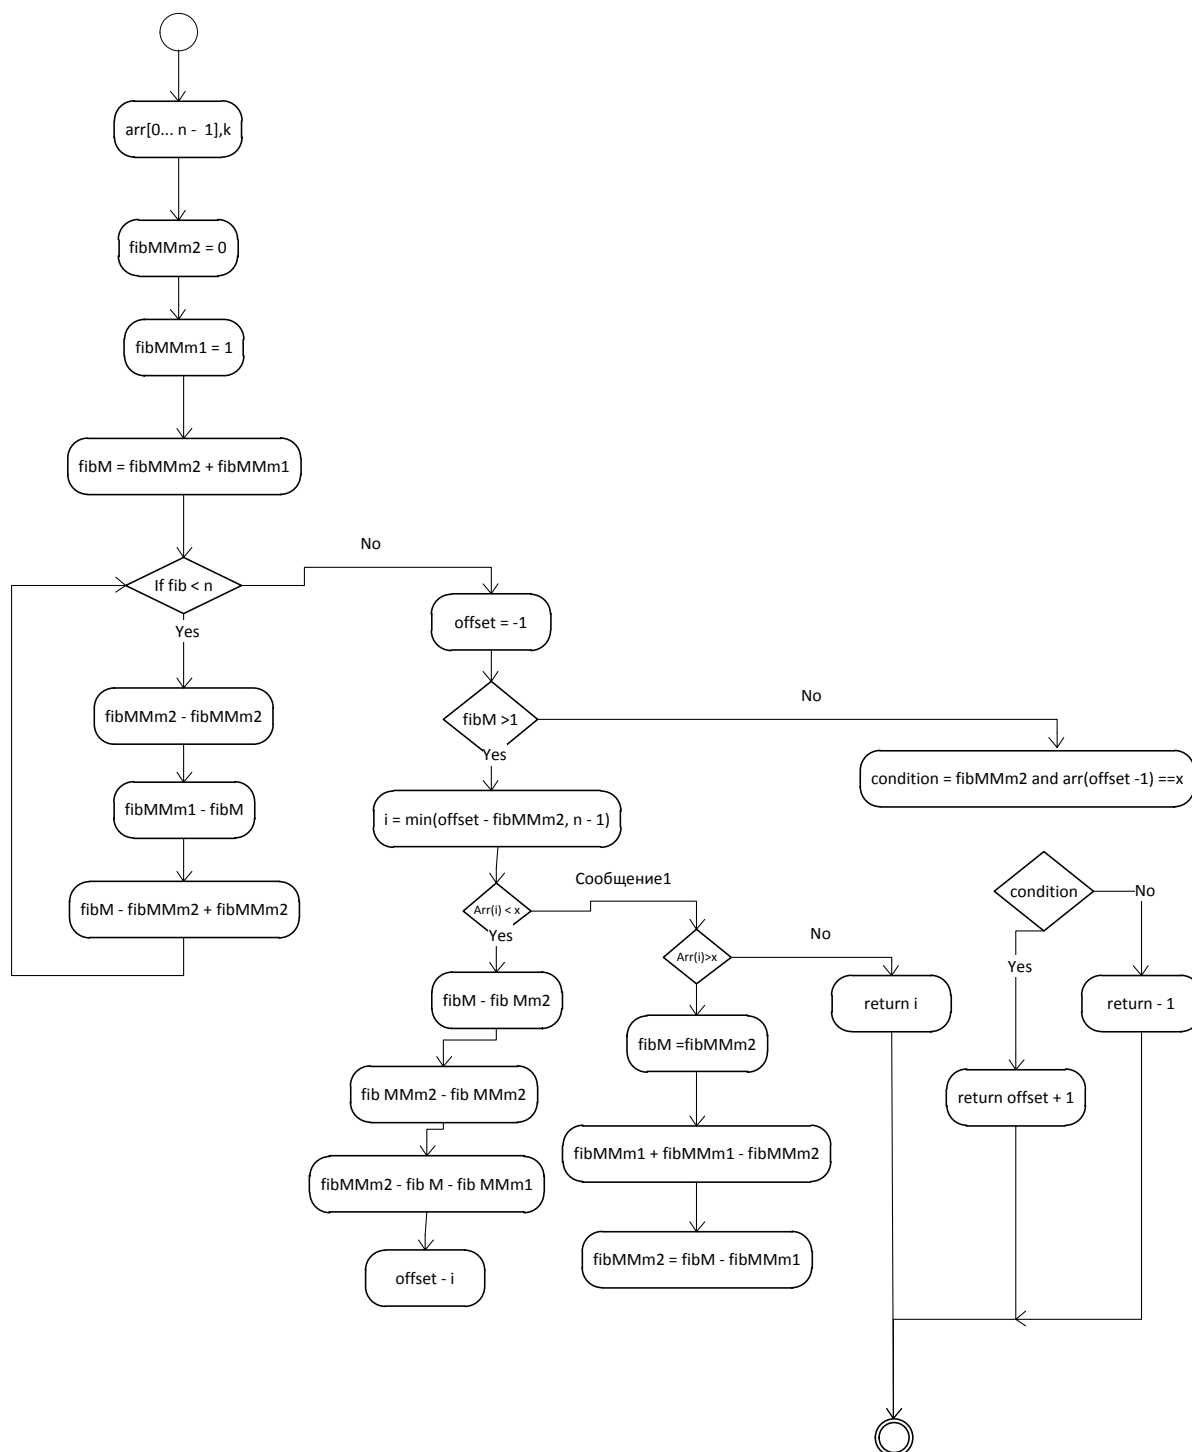 arr[0... n - 1],k
fibMMm2 = 0
fibMMm1 = 1
fibM = fibMMm2 + fibMMm1
If fib < n
No
Yes
fibMMm2 - fibMMm2
fibMMm1 - fibM
fibM - fibMMm2 + fibMMm2
offset = -1
fibM >1
No
Yes
condition = fibMMm2 and arr(offset -1) ==x
i = min(offset - fibMMm2, n - 1)
Arr(i) < x
Сообщение1
Yes
fibM - fib Mm2
fib MMm2 - fib MMm2
fibMMm2 - fib M - fib MMm1
offset - i
Arr(i)>x
No
fibM =fibMMm2
fibMMm1 + fibMMm1 - fibMMm2
fibMMm2 = fibM - fibMMm1
return i
condition
No
Yes
return - 1
return offset + 1